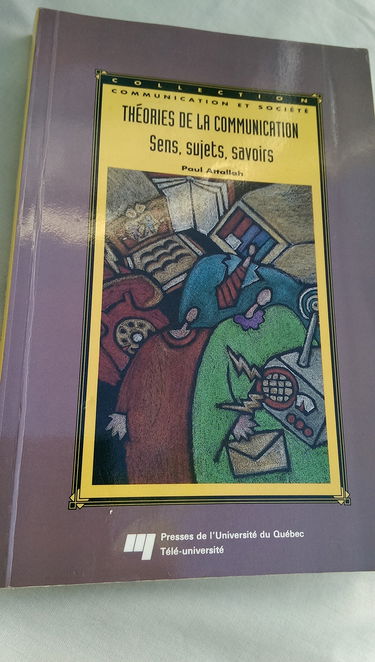 COLLECTION
COMMUNICATION ET SOCIÉTÉ
THÉORIES DE LA COMMUNICATION
Sens, sujets, savoirs
Paul Attallah
Presses de l'Université du Québec
Télé-université